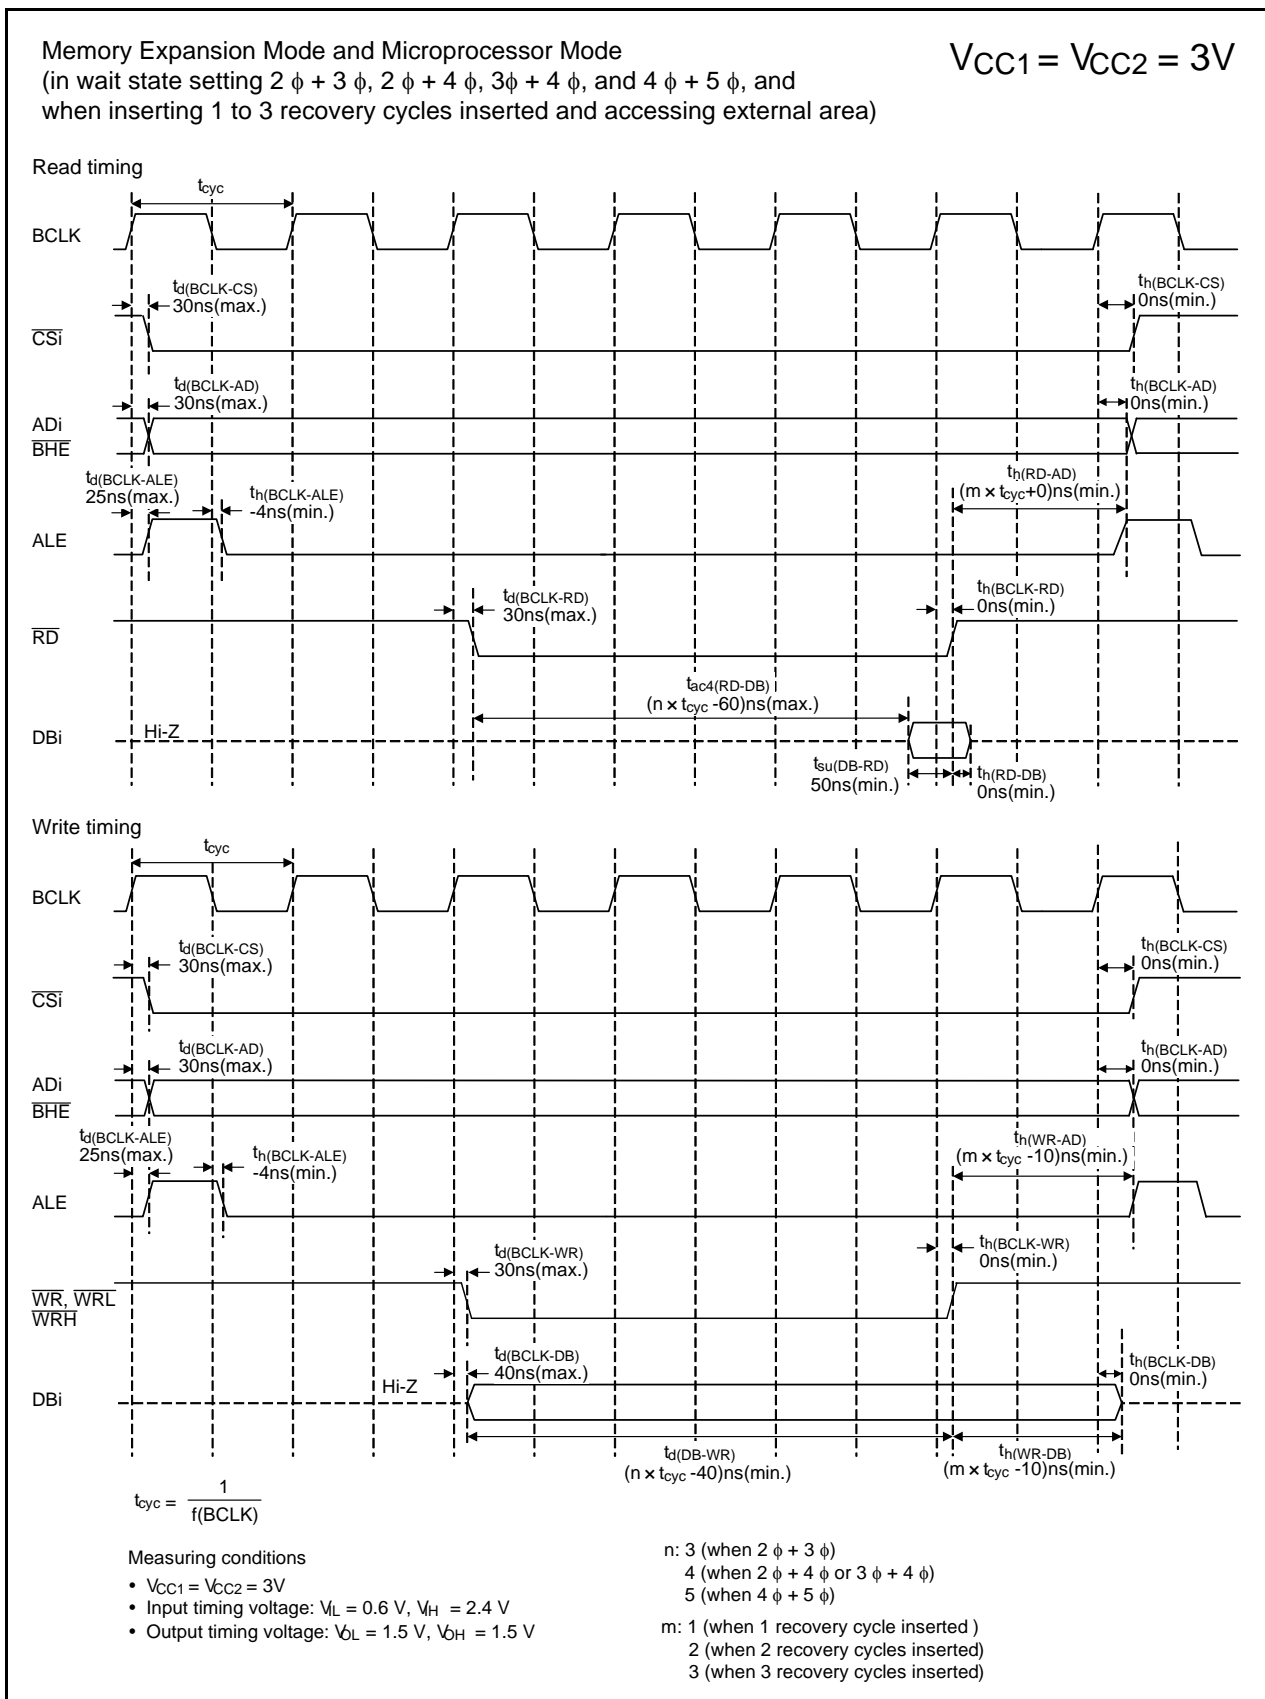 Memory Expansion Mode and Microprocessor Mode
(in wait state setting 2 ϕ + 3 ϕ, 2 ϕ + 4 ϕ, 3ϕ + 4 ϕ, and 4 ϕ + 5 ϕ, and
when inserting 1 to 3 recovery cycles inserted and accessing external area)
VCC1 = VCC2 = 3V
Read timing
tcyc
BCLK
td(BCLK-CS)
30ns(max.)
th(BCLK-CS)
0ns(min.)
CSi
td(BCLK-AD)
30ns(max.)
th(BCLK-AD)
0ns(min.)
ADi
BHE
td(BCLK-ALE)
25ns(max.)
th(BCLK-ALE)
-4ns(min.)
th(RD-AD)
(m × tcyc+0)ns(min.)
ALE
td(BCLK-RD)
30ns(max.)
th(BCLK-RD)
0ns(min.)
RD
tac4(RD-DB)
(n × tcyc -60)ns(max.)
Hi-Z
DBi
tsu(DB-RD)
50ns(min.)
th(RD-DB)
0ns(min.)
Write timing
tcyc
BCLK
td(BCLK-CS)
30ns(max.)
th(BCLK-CS)
0ns(min.)
CSi
td(BCLK-AD)
30ns(max.)
th(BCLK-AD)
0ns(min.)
ADi
BHE
td(BCLK-ALE)
25ns(max.)
th(BCLK-ALE)
-4ns(min.)
th(WR-AD)
(m × tcyc -10)ns(min.)
ALE
td(BCLK-WR)
30ns(max.)
th(BCLK-WR)
0ns(min.)
WR, WRL
WRH
td(BCLK-DB)
40ns(max.)
th(BCLK-DB)
0ns(min.)
Hi-Z
DBi
td(DB-WR)
(n × tcyc -40)ns(min.)
th(WR-DB)
(m × tcyc -10)ns(min.)
tcyc = 1
f(BCLK)
Measuring conditions
• VCC1 = VCC2 = 3V
• Input timing voltage: VIL = 0.6 V, VIH = 2.4 V
• Output timing voltage: VOL = 1.5 V, VOH = 1.5 V
n: 3 (when 2 ϕ + 3 ϕ)
4 (when 2 ϕ + 4 ϕ or 3 ϕ + 4 ϕ)
5 (when 4 ϕ + 5 ϕ)
m: 1 (when 1 recovery cycle inserted )
2 (when 2 recovery cycles inserted)
3 (when 3 recovery cycles inserted)